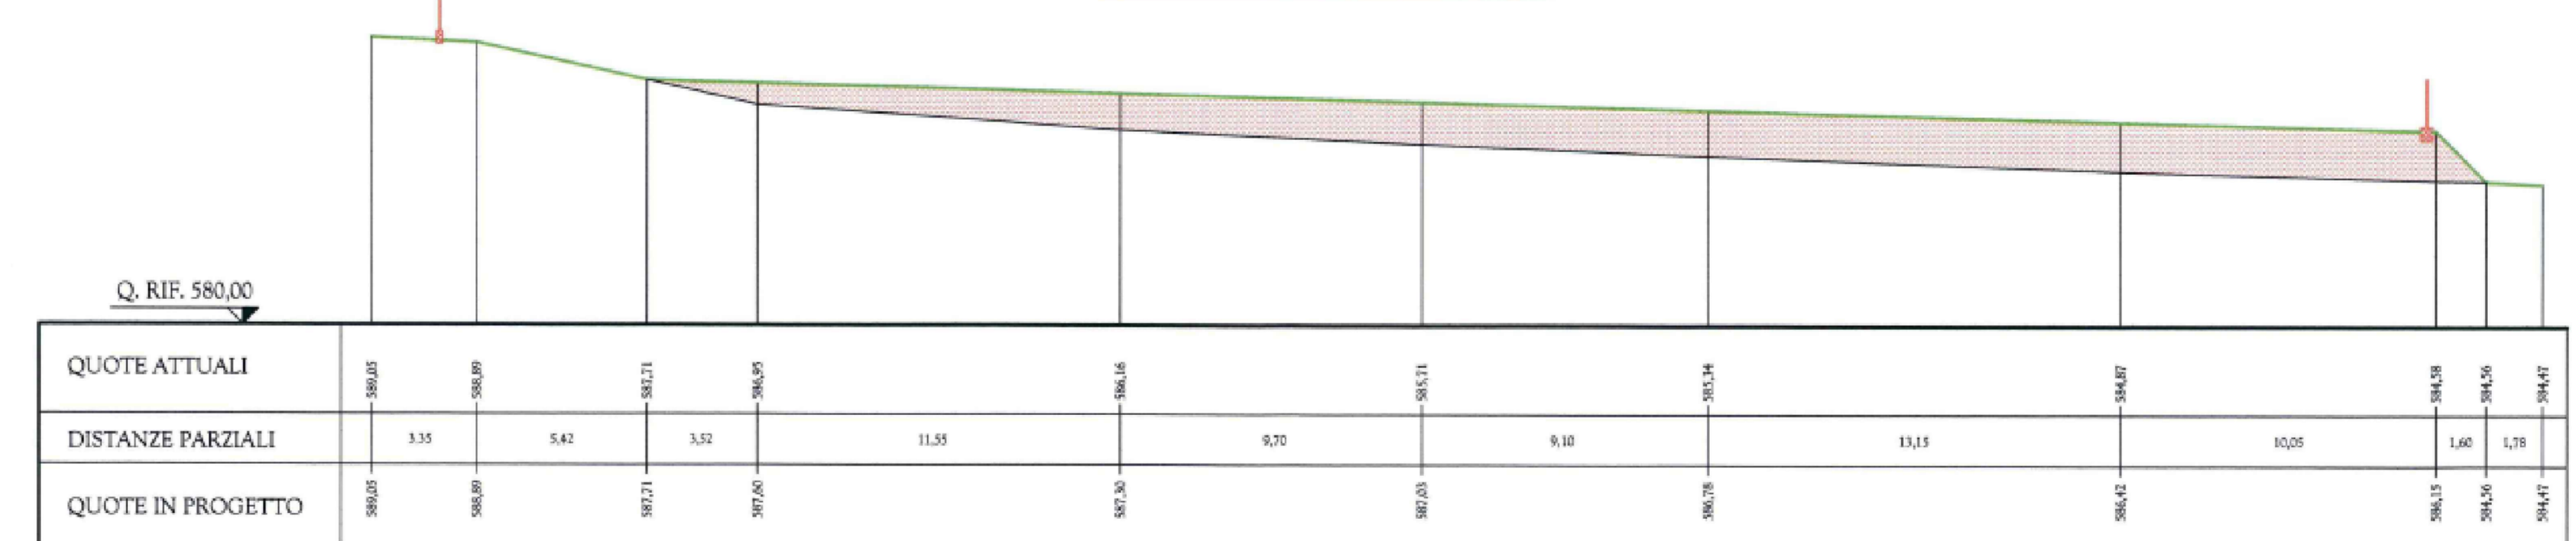 Q. RIF. 580,00
QUOTE ATTUALI
589,05 588,89 587,71 586,95 586,16 585,71 585,34 584,87 584,58 584,56 584,47
DISTANZE PARZIALI
3.35 5,42 3,52 11,55 9,70 9,10 13,15 10,05 1,60 1,78
QUOTE IN PROGETTO
589,05 588,89 587,71 587,60 587,30 587,03 586,78 586,42 586,15 584,56 584,47